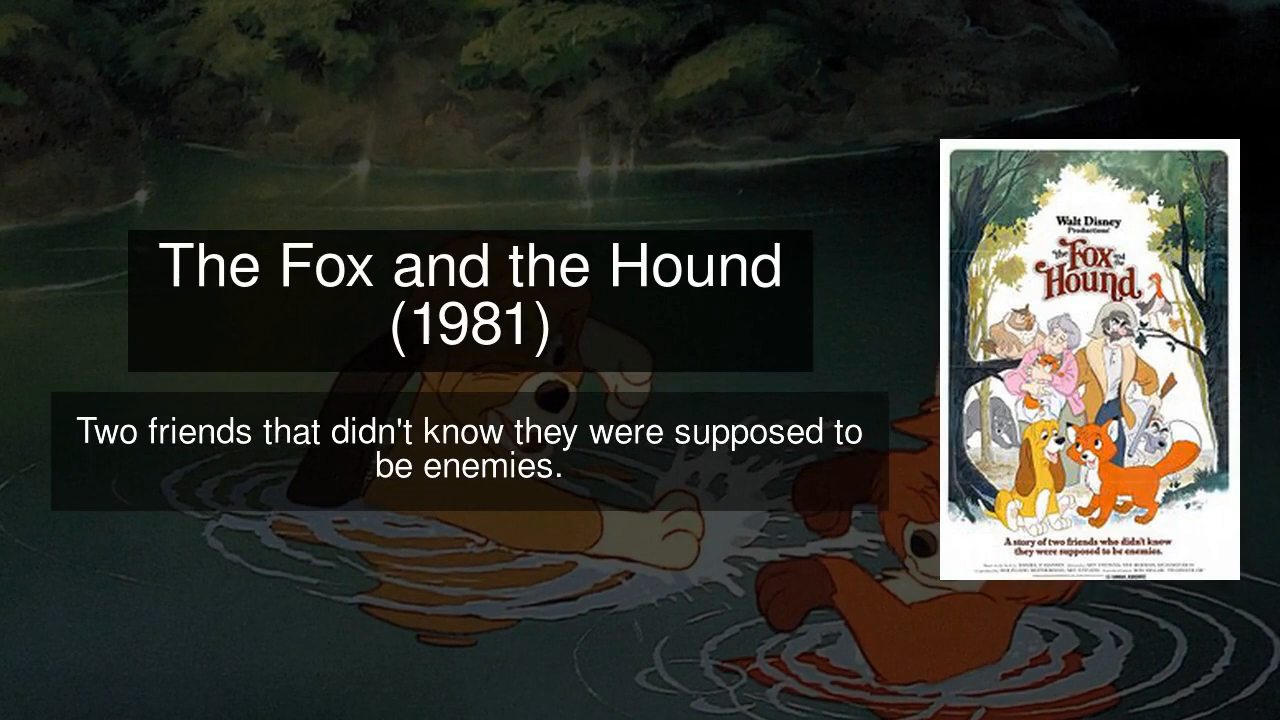 The Fox and the Hound
(1981)
Two friends that didn't know they were supposed to
be enemies.
Walt Disney
Productions'
The Fox and the
Hound
A story of two friends who didn't know
they were supposed to be enemies.